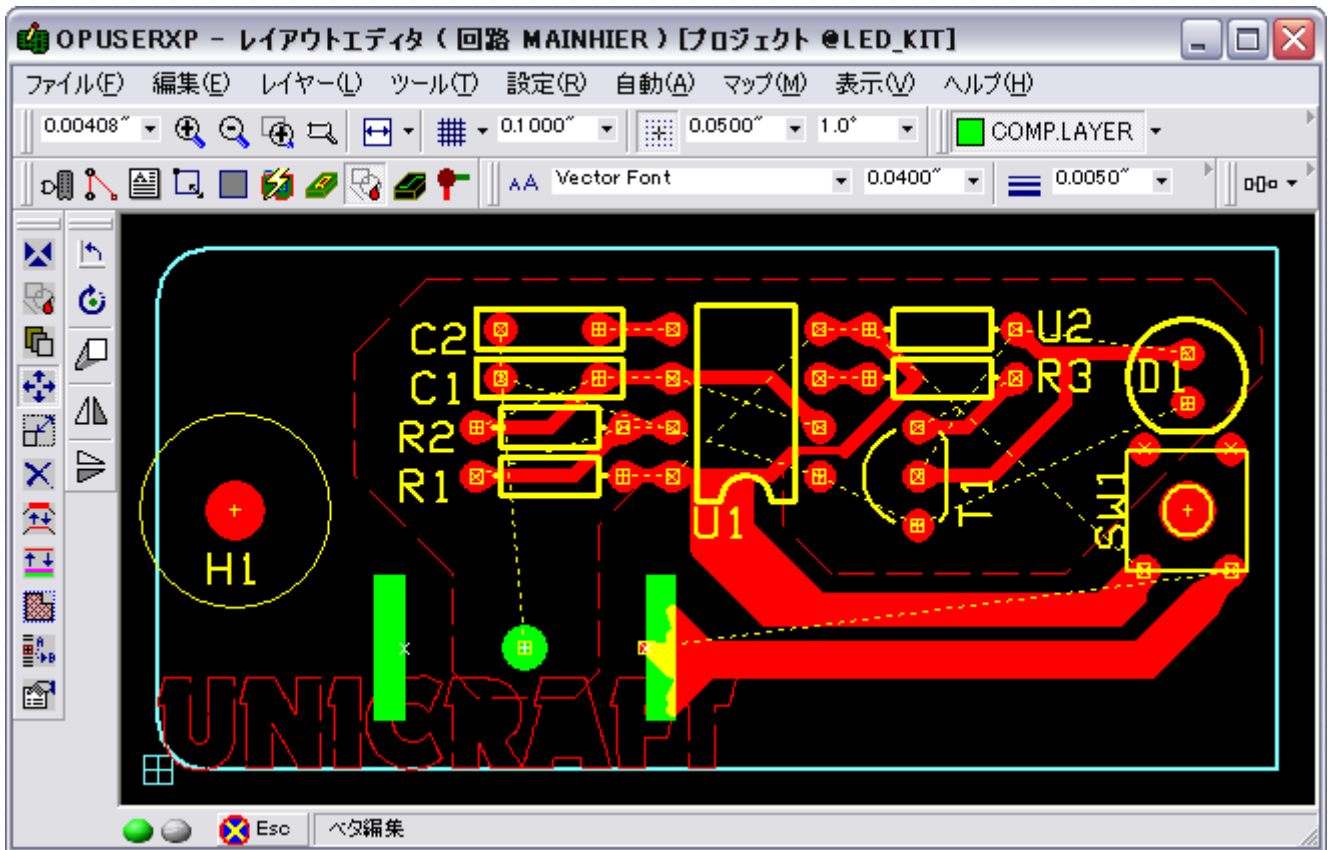 OPUSERXP - レイアウトエディタ ( 回路 MAINHIER ) [プロジェクト @LED_KIT]
ファイル(F) 編集(E) レイヤー(L) ツール(T) 設定(R) 自動(A) マップ(M) 表示(V) ヘルプ(H)
0.00408" 0.1000" 0.0500" 1.0° COMP.LAYER
AA Vector Font 0.0400" 0.0050"
C2 U2
C1 R3 D1
R2
R1
U1 T1 SW1
H1
UNICRAFT
Esc ベタ編集